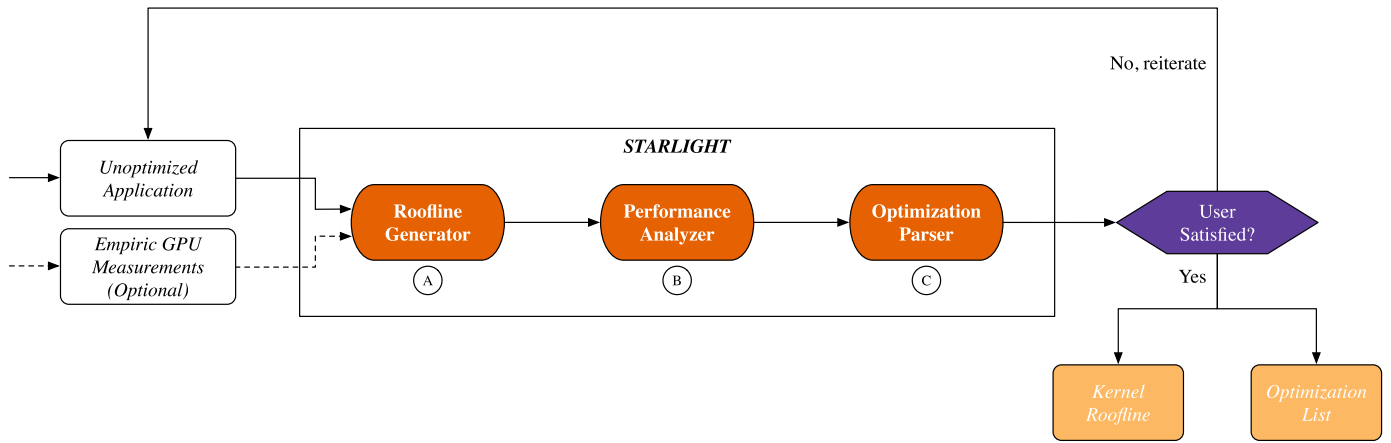 No, reiterate
STARLIGHT
Unoptimized
Application
Empiric GPU
Measurements
(Optional)
Roofline
Generator
A
Performance
Analyzer
B
Optimization
Parser
C
User
Satisfied?
Yes
Kernel
Roofline
Optimization
List